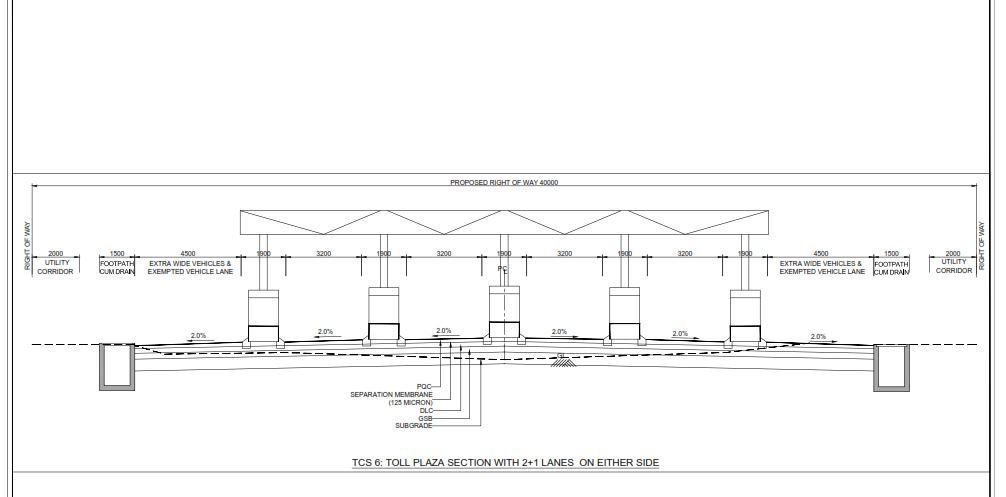 PROPOSED RIGHT OF WAY 40000
RIGHT OF WAY
RIGHT OF WAY
2000 1500 4500 1900 3200 1900 3200 1900 3200 1900 3200 1900 4500 1500 2000
UTILITY
CORRIDOR
FOOTPATH
CUM DRAIN
EXTRA WIDE VEHICLES &
EXEMPTED VEHICLE LANE
EXTRA WIDE VEHICLES &
EXEMPTED VEHICLE LANE
FOOTPATH
CUM DRAIN
UTILITY
CORRIDOR
2.0% 2.0% 2.0% 2.0% 2.0% 2.0%
GL
PQC
SEPARATION MEMBRANE
(125 MICRON)
DLC
GSB
SUBGRADE
TCS 6: TOLL PLAZA SECTION WITH 2+1 LANES ON EITHER SIDE